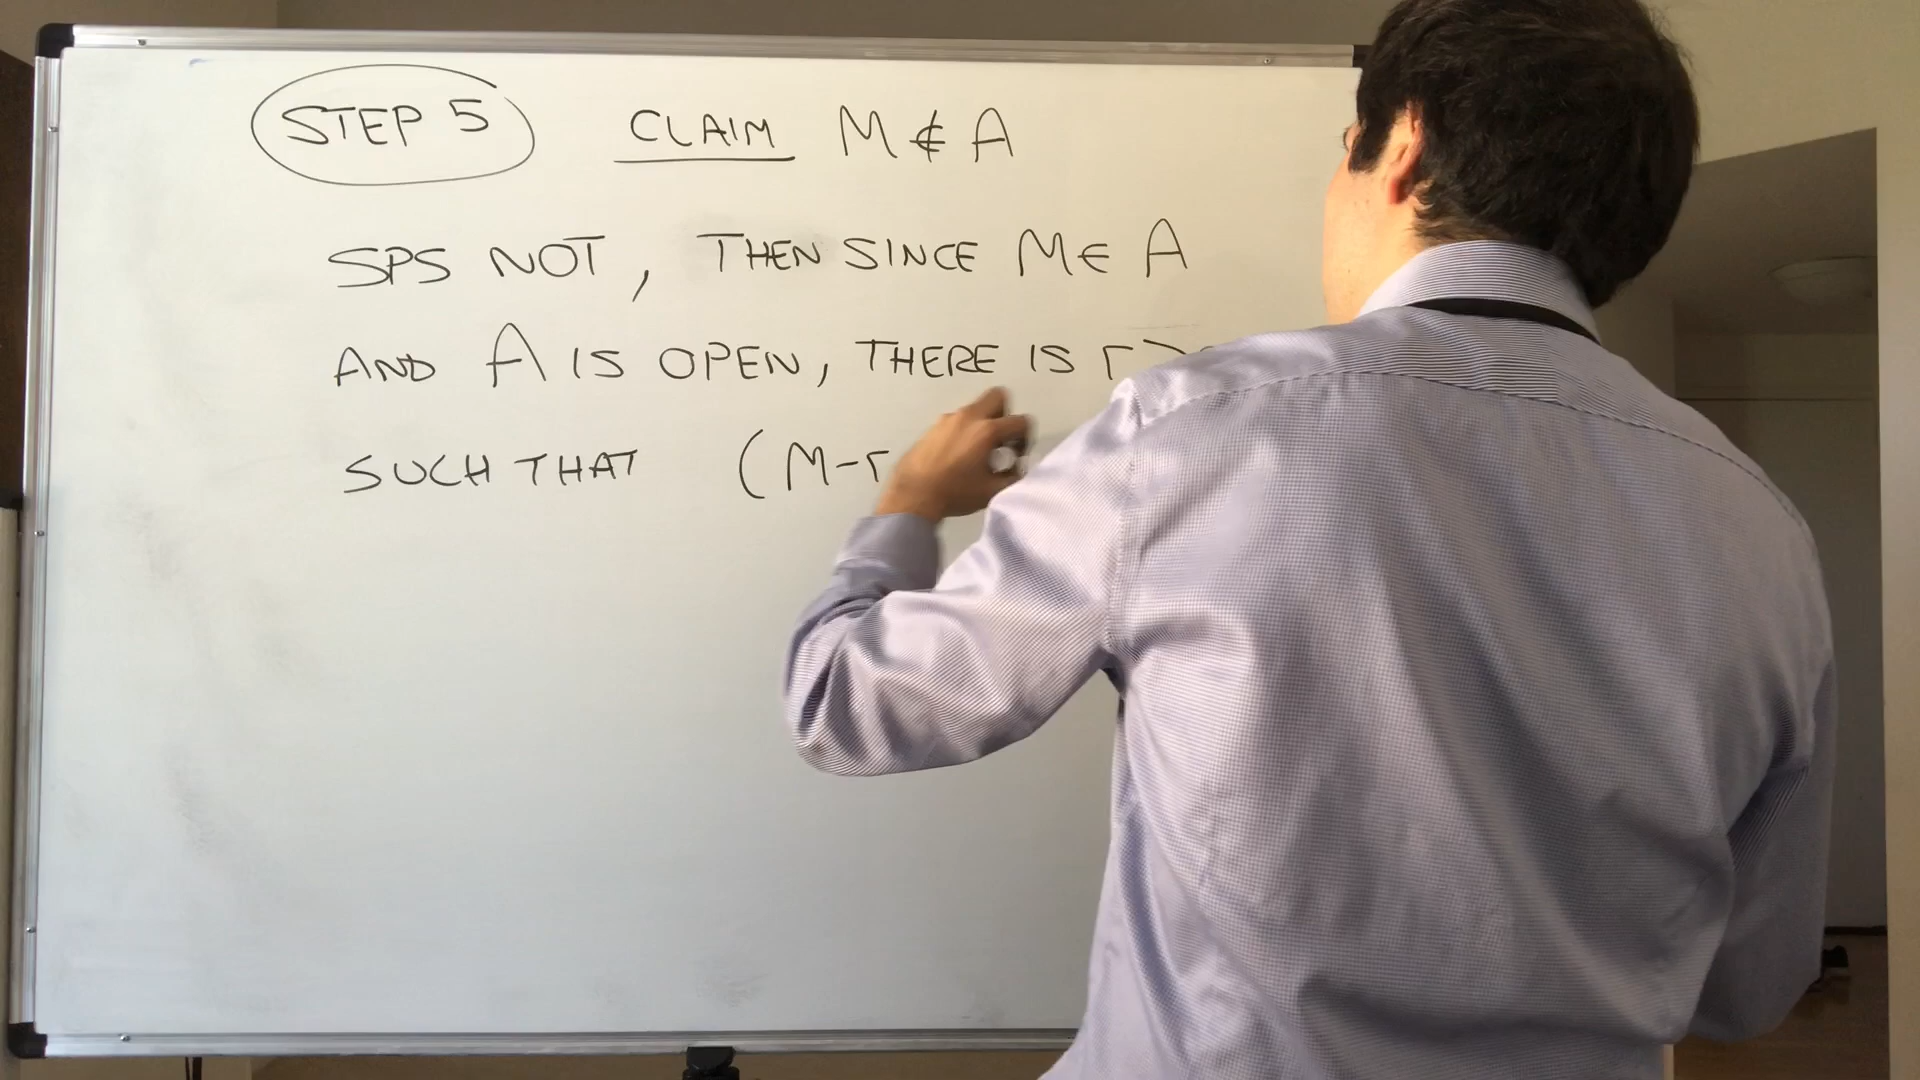 STEP 5 CLAIM M ∉ A
SPS NOT, THEN SINCE M ∈ A
AND A IS OPEN, THERE IS r >
SUCH THAT (M-r